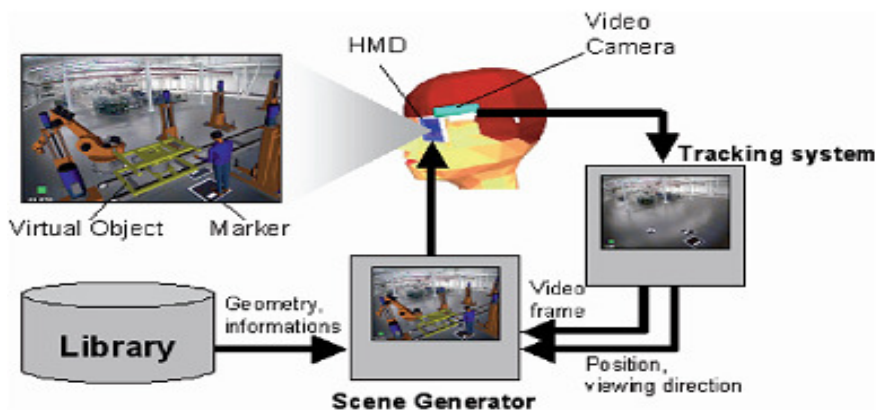 Video
Camera
HMD
Tracking system
Virtual Object
Marker
Geometry,
informations
Video
frame
Library
Position,
viewing direction
Scene Generator